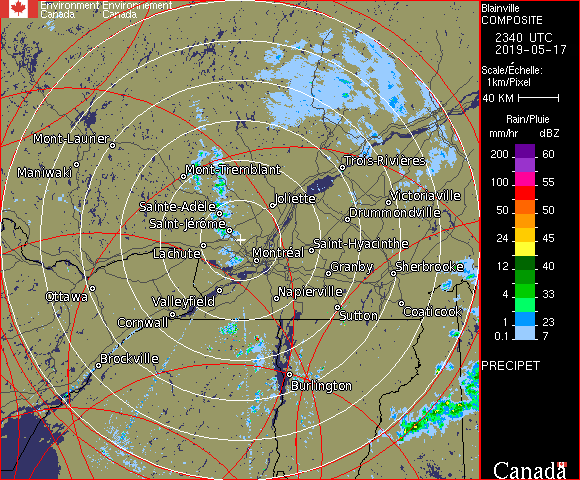 Environment Environnement
Canada Canada
Blainville
COMPOSITE
2340 UTC
2019-05-17
Scale/Échelle:
1km/Pixel
40 KM
Rain/Pluie
mm/hr dBZ
200 60
100 55
50 50
24 45
12 40
4 33
1 23
0.1 7
PRECIPET
Mont-Laurier
Maniwaki
Mont-Tremblant
Trois-Rivières
Sainte-Adèle
Joliette
Victoriaville
Drummondville
Saint-Jérôme
Lachute
Montréal
Saint-Hyacinthe
Granby
Sherbrooke
Ottawa
Valleyfield
Napierville
Cornwall
Sutton
Coaticook
Brockville
Burlington
Canada